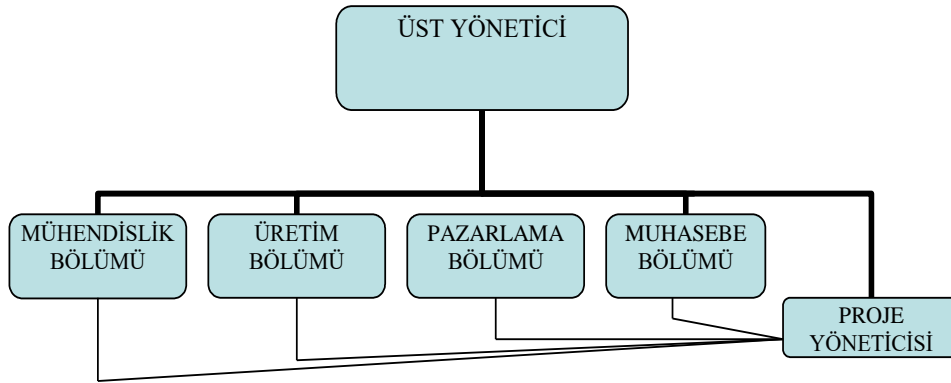 ÜST YÖNETİCİ
MÜHENDİSLİK
BÖLÜMÜ
ÜRETİM
BÖLÜMÜ
PAZARLAMA
BÖLÜMÜ
MUHASEBE
BÖLÜMÜ
PROJE
YÖNETİCİSİ